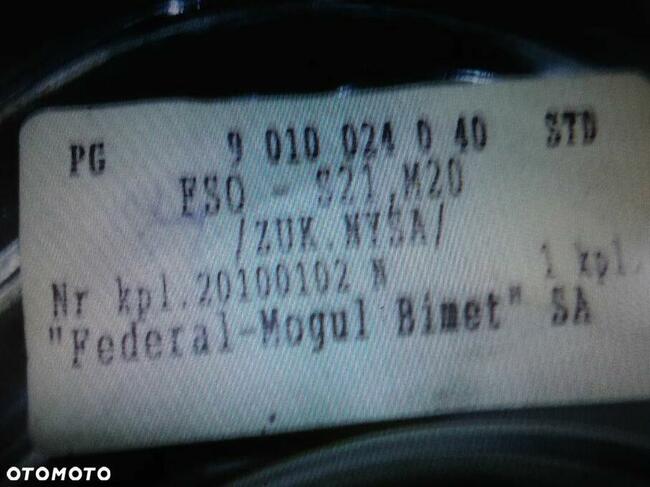 PG 9 010 024 0 40 STD
FSO - S21,M20
/ZUK.NYSA/
Nr kpl.20100102 N 1 kpl.
"Federal-Mogul Bimet" SA
OTOMOTO